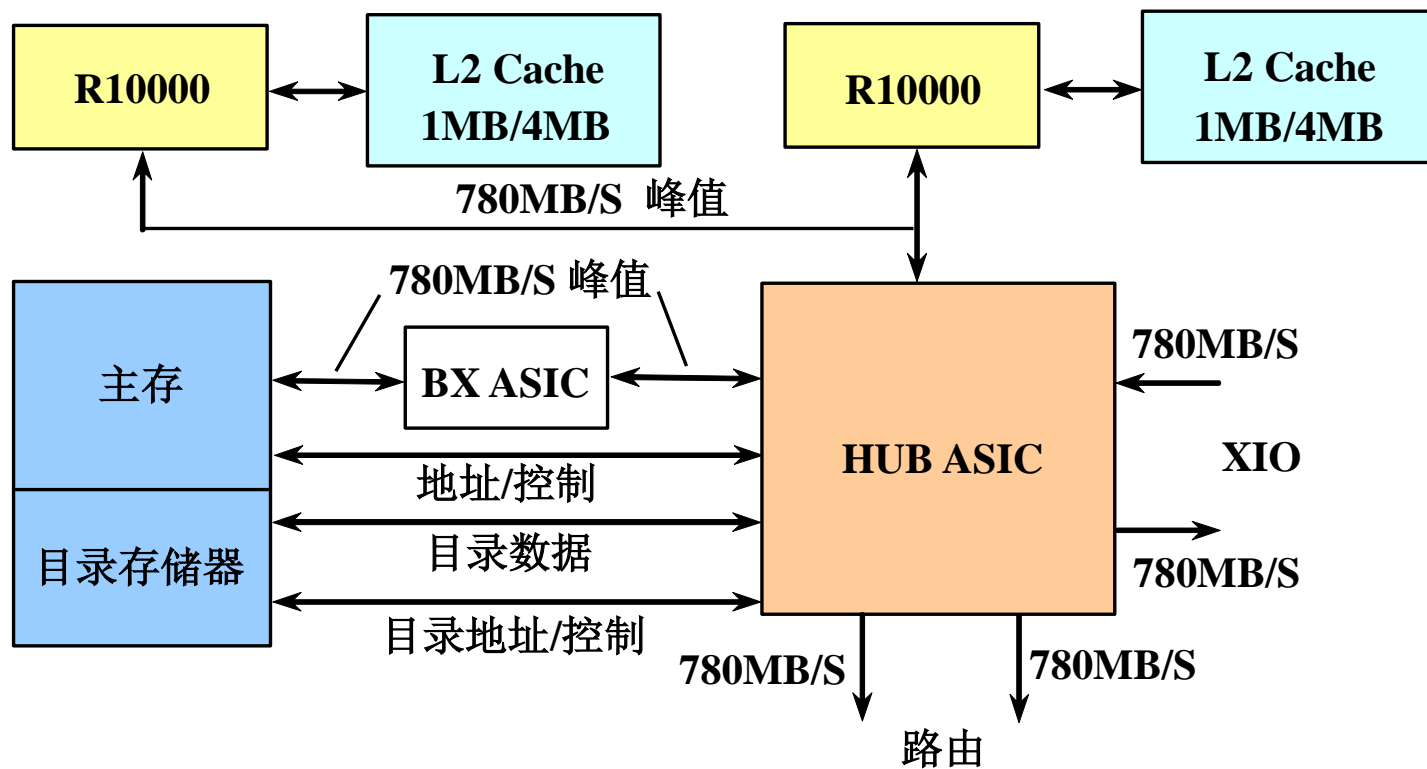 R10000
L2 Cache
1MB/4MB
R10000
L2 Cache
1MB/4MB
780MB/S 峰值
780MB/S 峰值
主存
BX ASIC
地址/控制
目录数据
目录存储器
目录地址/控制
HUB ASIC
780MB/S
XIO
780MB/S
780MB/S
780MB/S
路由